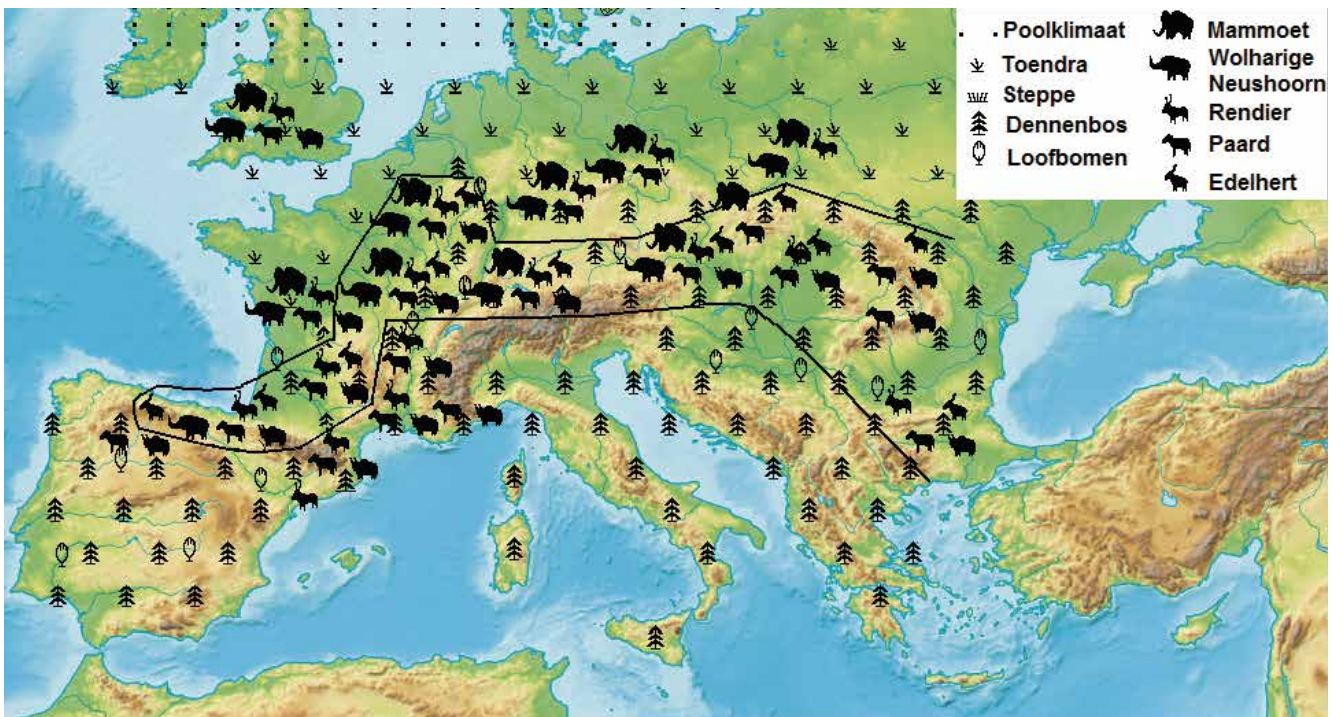 Poolklimaat
Toendra
Steppe
Dennenbos
Loofbomen
Mammoet
Wolharige
Neushoorn
Rendier
Paard
Edelhert